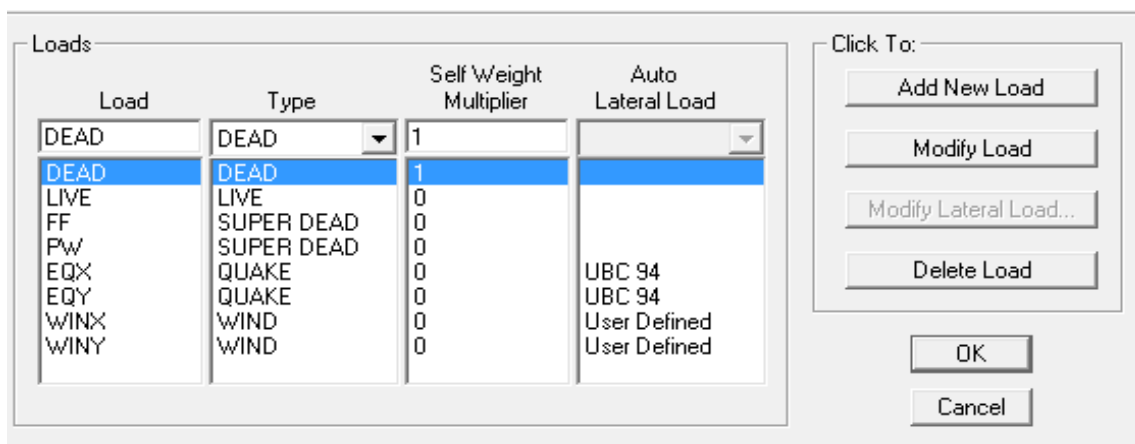 Loads
Load Type Self Weight Multiplier Auto Lateral Load
DEAD DEAD 1
DEAD DEAD 1
LIVE LIVE 0
FF SUPER DEAD 0
PW SUPER DEAD 0
EQX QUAKE 0 UBC 94
EQY QUAKE 0 UBC 94
WINX WIND 0 User Defined
WINY WIND 0 User Defined
Click To:
Add New Load
Modify Load
Modify Lateral Load...
Delete Load
OK
Cancel